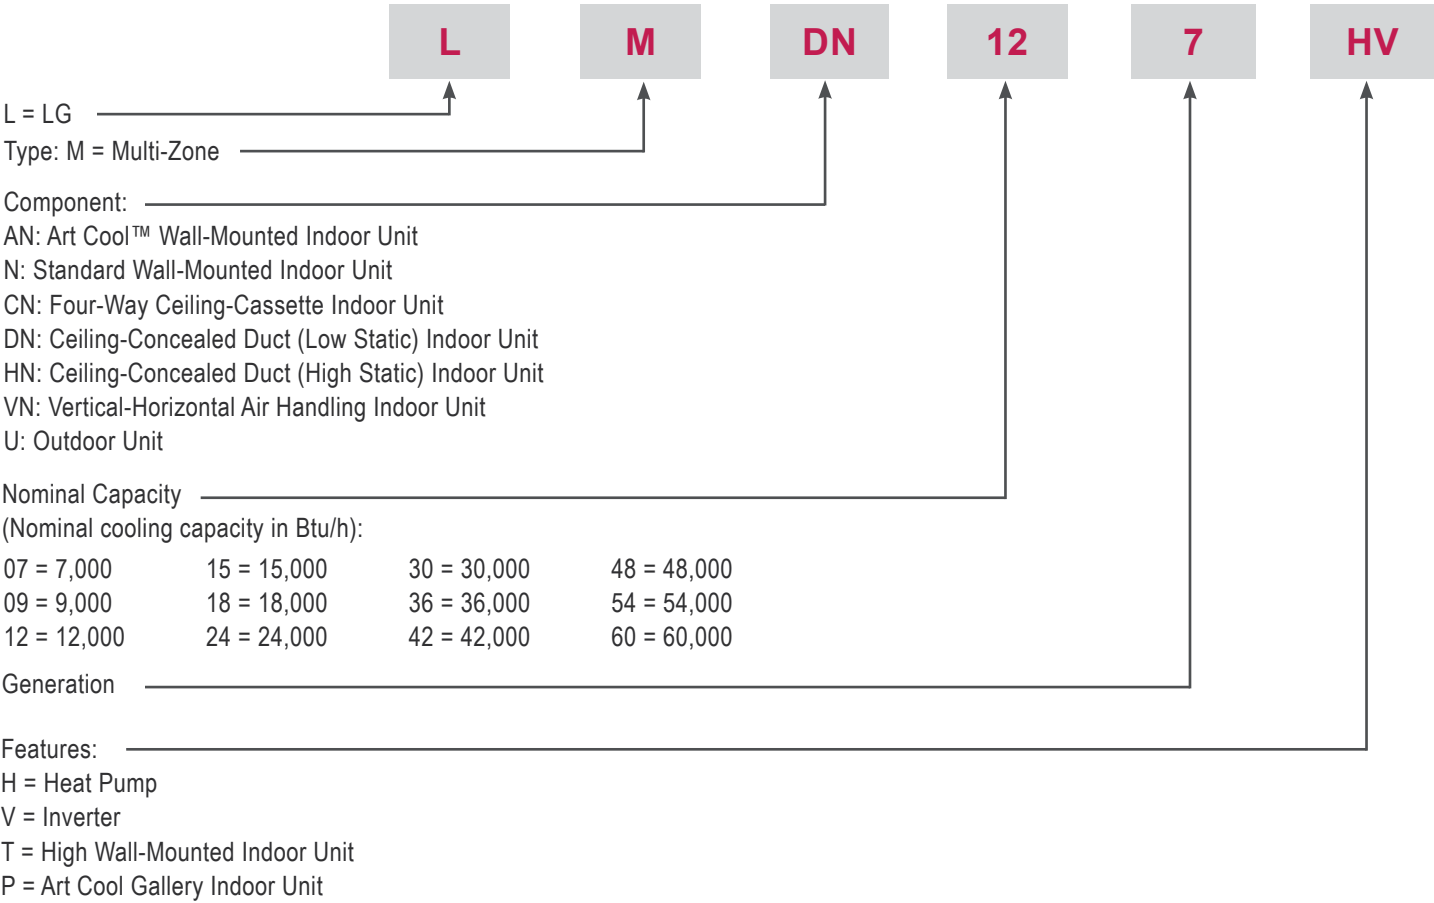 L M DN 12 7 HV
L = LG
Type: M = Multi-Zone
Component:
AN: Art Cool™ Wall-Mounted Indoor Unit
N: Standard Wall-Mounted Indoor Unit
CN: Four-Way Ceiling-Cassette Indoor Unit
DN: Ceiling-Concealed Duct (Low Static) Indoor Unit
HN: Ceiling-Concealed Duct (High Static) Indoor Unit
VN: Vertical-Horizontal Air Handling Indoor Unit
U: Outdoor Unit
Nominal Capacity
(Nominal cooling capacity in Btu/h):
07 = 7,000 15 = 15,000 30 = 30,000 48 = 48,000
09 = 9,000 18 = 18,000 36 = 36,000 54 = 54,000
12 = 12,000 24 = 24,000 42 = 42,000 60 = 60,000
Generation
Features:
H = Heat Pump
V = Inverter
T = High Wall-Mounted Indoor Unit
P = Art Cool Gallery Indoor Unit